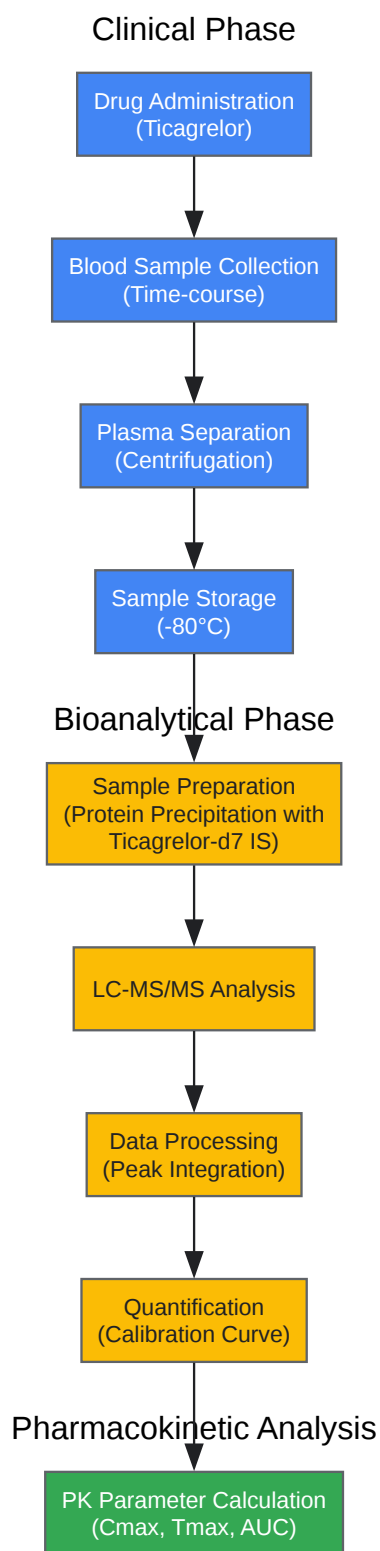 Clinical Phase
Drug Administration
(Ticagrelor)
Blood Sample Collection
(Time-course)
Plasma Separation
(Centrifugation)
Sample Storage
(-80°C)
Bioanalytical Phase
Sample Preparation
(Protein Precipitation with
Ticagrelor-d7 IS)
LC-MS/MS Analysis
Data Processing
(Peak Integration)
Quantification
(Calibration Curve)
Pharmacokinetic Analysis
PK Parameter Calculation
(Cmax, Tmax, AUC)